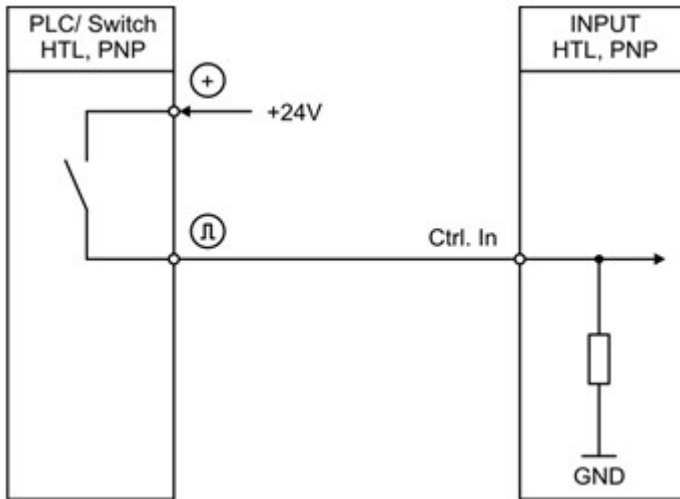 PLC/ Switch
HTL, PNP
INPUT
HTL, PNP
+
+24V
Ctrl. In
GND